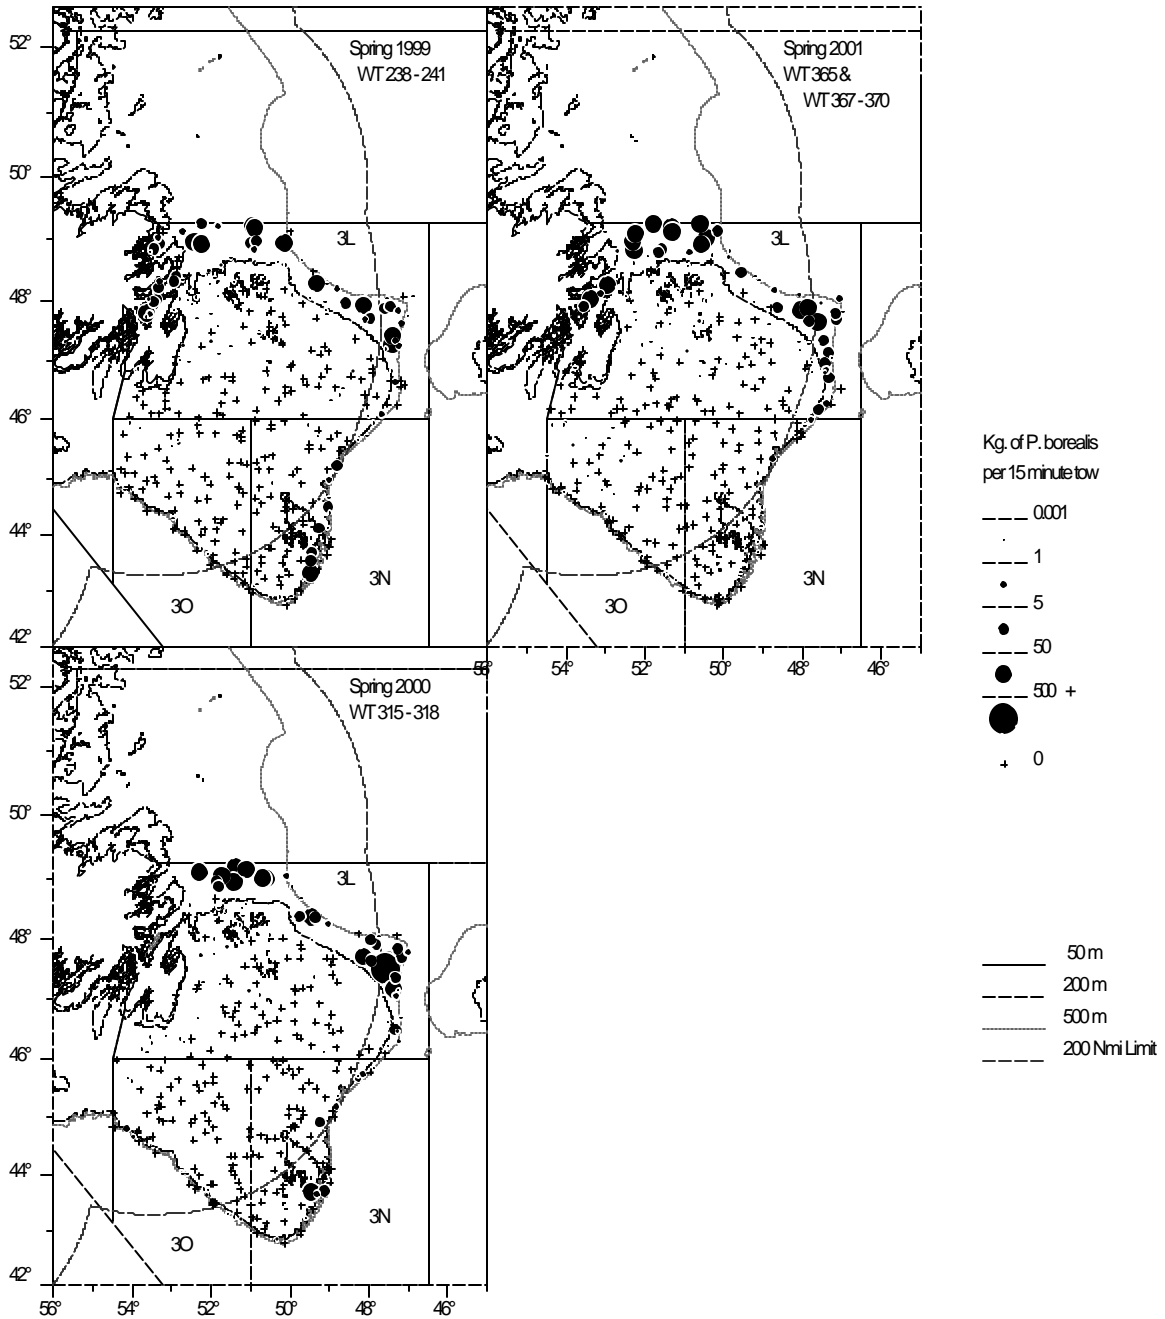 52°
50°
48°
46°
44°
42°
Spring 1999
WT 238 - 241
3L
3N
3O
Spring 2001
WT 365 &
WT 367 - 370
3L
3N
3O
56°
54°
52°
50°
48°
46°
Spring 2000
WT 315 - 318
52°
50°
48°
46°
44°
42°
3L
3N
3O
56°
54°
52°
50°
48°
46°
Kg. of P. borealis
per 15 minute tow
0.001
1
5
50
500 +
0
50 m
200 m
500 m
200 Nmi Limit